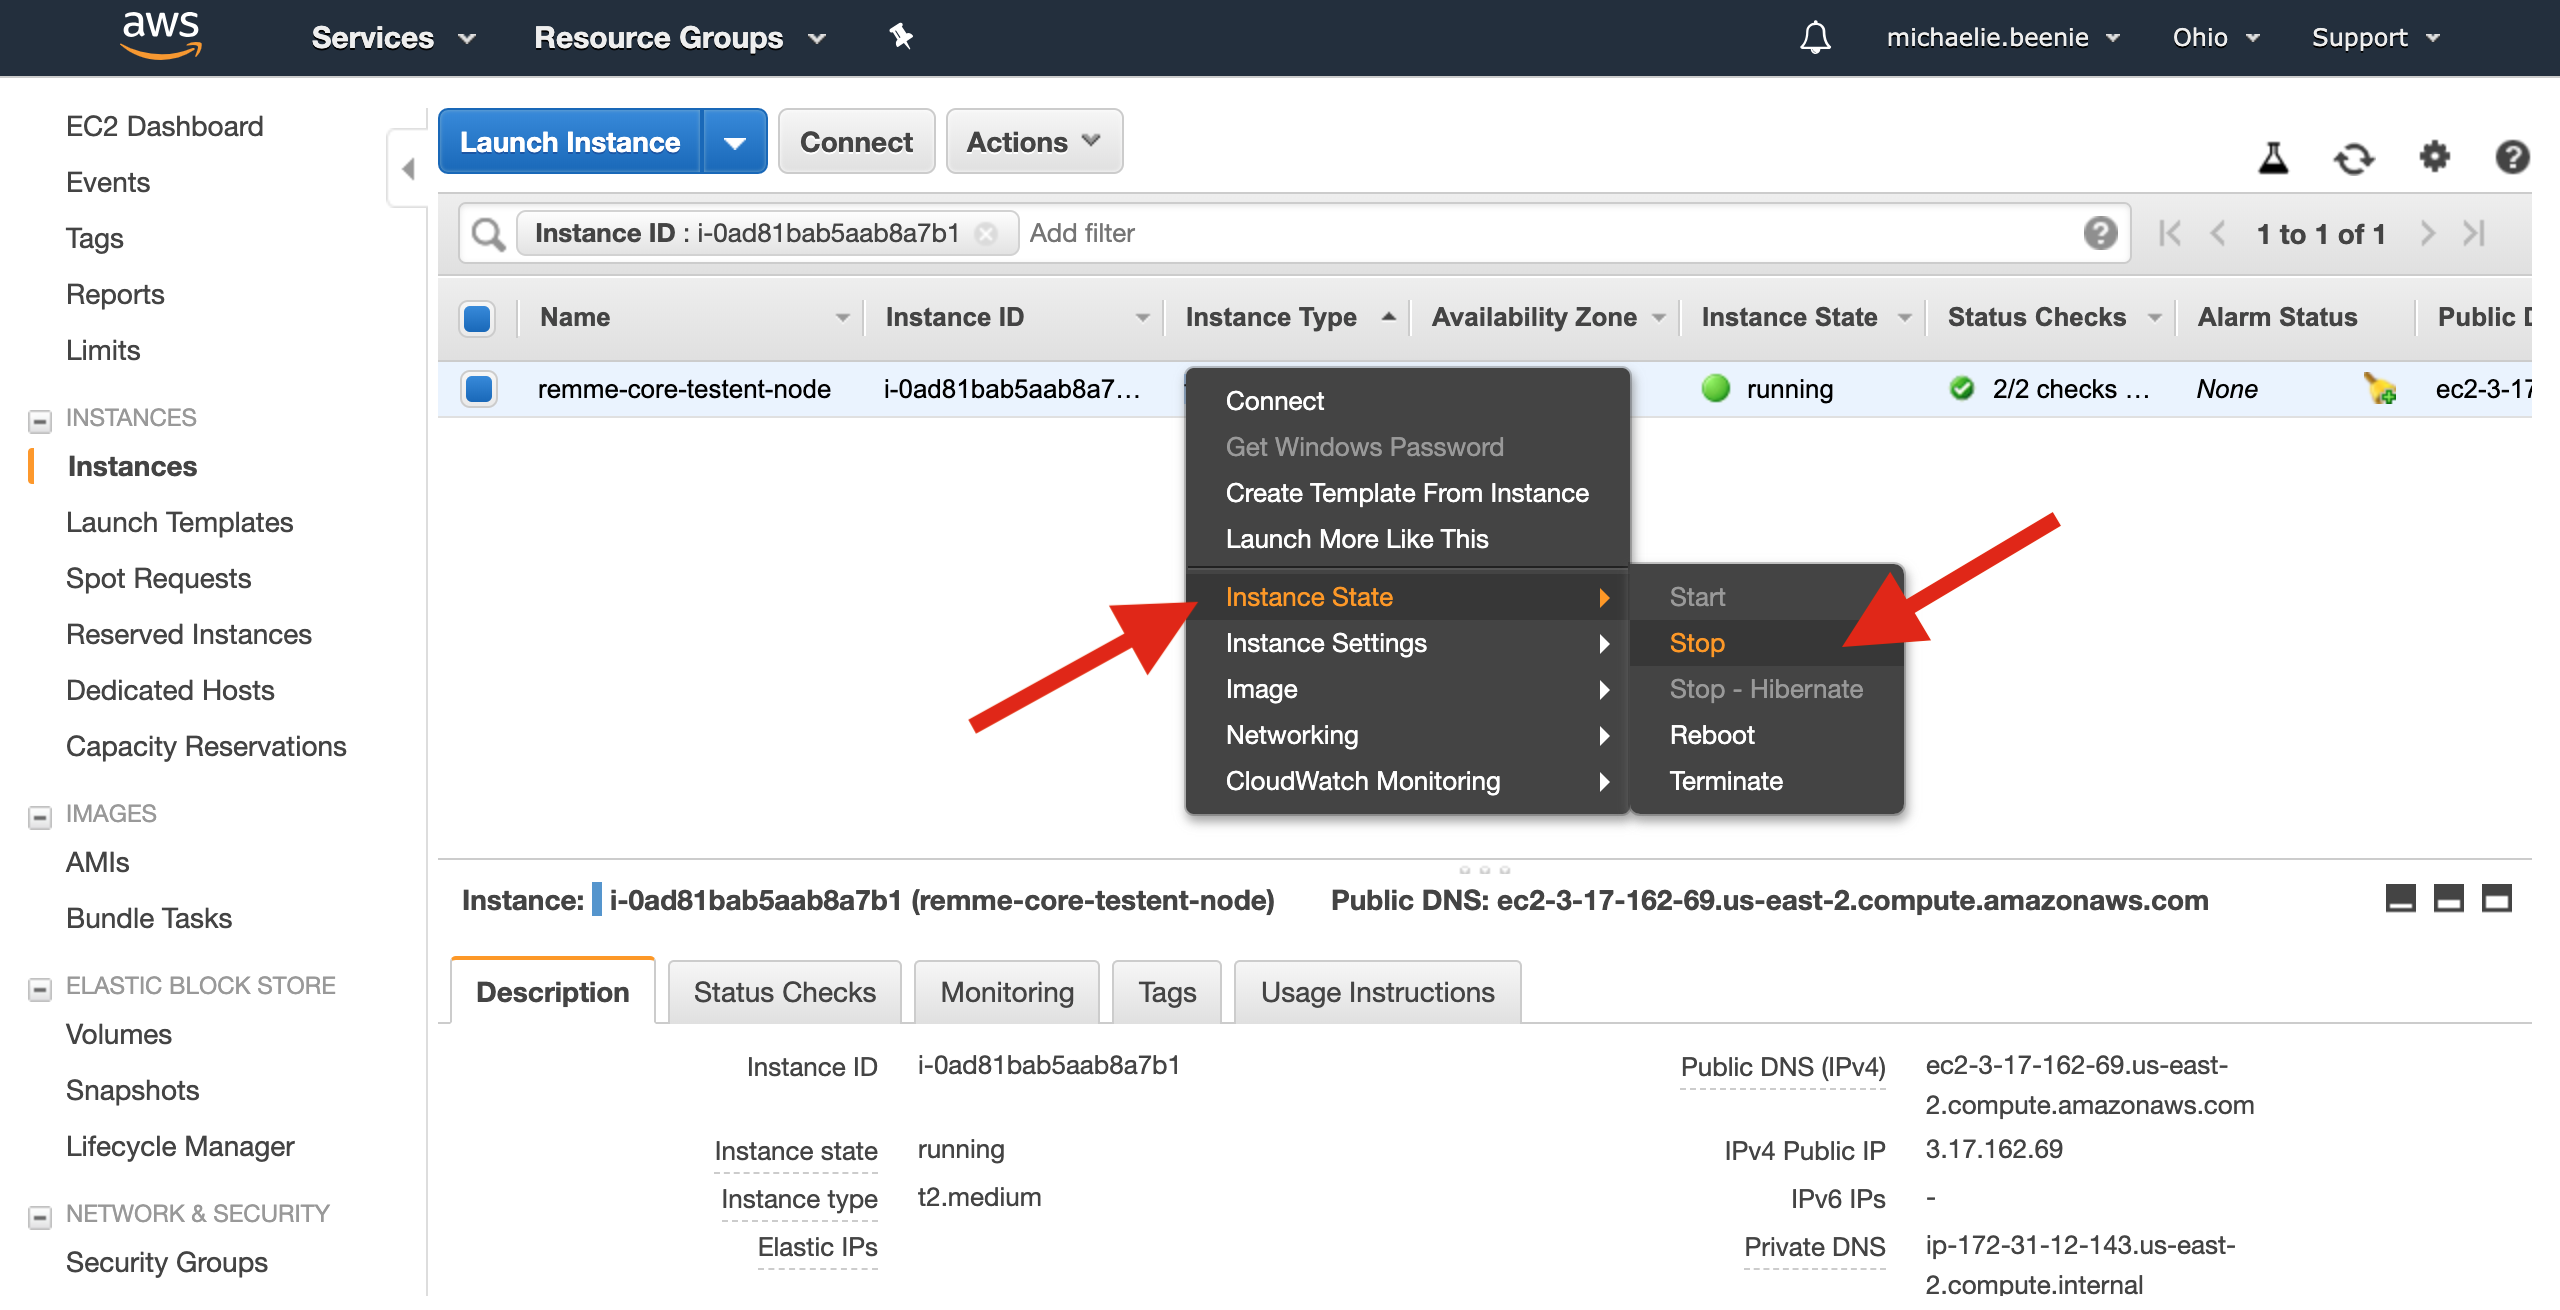 aws Services Resource Groups michaelie.beenie Ohio Support
EC2 Dashboard
Events
Tags
Reports
Limits
INSTANCES
Instances
Launch Templates
Spot Requests
Reserved Instances
Dedicated Hosts
Capacity Reservations
IMAGES
AMIs
Bundle Tasks
ELASTIC BLOCK STORE
Volumes
Snapshots
Lifecycle Manager
NETWORK & SECURITY
Security Groups
Launch Instance Connect Actions
Instance ID : i-0ad81bab5aab8a7b1 Add filter 1 to 1 of 1
Name Instance ID Instance Type Availability Zone Instance State Status Checks Alarm Status Public
remme-core-testent-node i-0ad81bab5aab8a7… running 2/2 checks … None ec2-3-17
Connect
Get Windows Password
Create Template From Instance
Launch More Like This
Instance State
Instance Settings
Image
Networking
CloudWatch Monitoring
Start
Stop
Stop - Hibernate
Reboot
Terminate
Instance: i-0ad81bab5aab8a7b1 (remme-core-testent-node) Public DNS: ec2-3-17-162-69.us-east-2.compute.amazonaws.com
Description Status Checks Monitoring Tags Usage Instructions
Instance ID i-0ad81bab5aab8a7b1
Instance state running
Instance type t2.medium
Elastic IPs
Public DNS (IPv4) ec2-3-17-162-69.us-east-
2.compute.amazonaws.com
IPv4 Public IP 3.17.162.69
IPv6 IPs -
Private DNS ip-172-31-12-143.us-east-
2.compute.internal